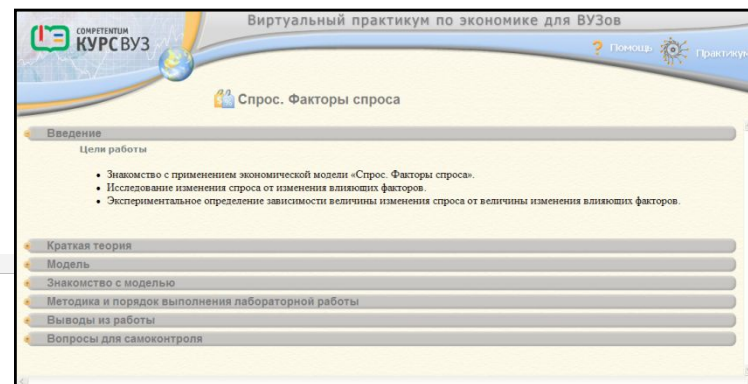 Виртуальный практикум по экономике для ВУЗов
COMPETENTUM
КУРС ВУЗ
? Помощь
Практикум
Спрос. Факторы спроса
Введение
Цели работы
• Знакомство с применением экономической модели «Спрос. Факторы спроса».
• Исследование изменения спроса от изменения влияющих факторов.
• Экспериментальное определение зависимости величины изменения спроса от величины изменения влияющих факторов.
Краткая теория
Модель
Знакомство с моделью
Методика и порядок выполнения лабораторной работы
Выводы из работы
Вопросы для самоконтроля